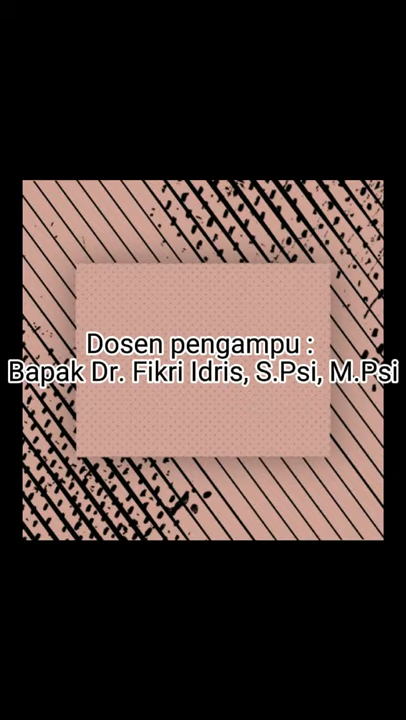 Dosen pengampu :
Bapak Dr. Fikri Idris, S.Psi, M.Psi